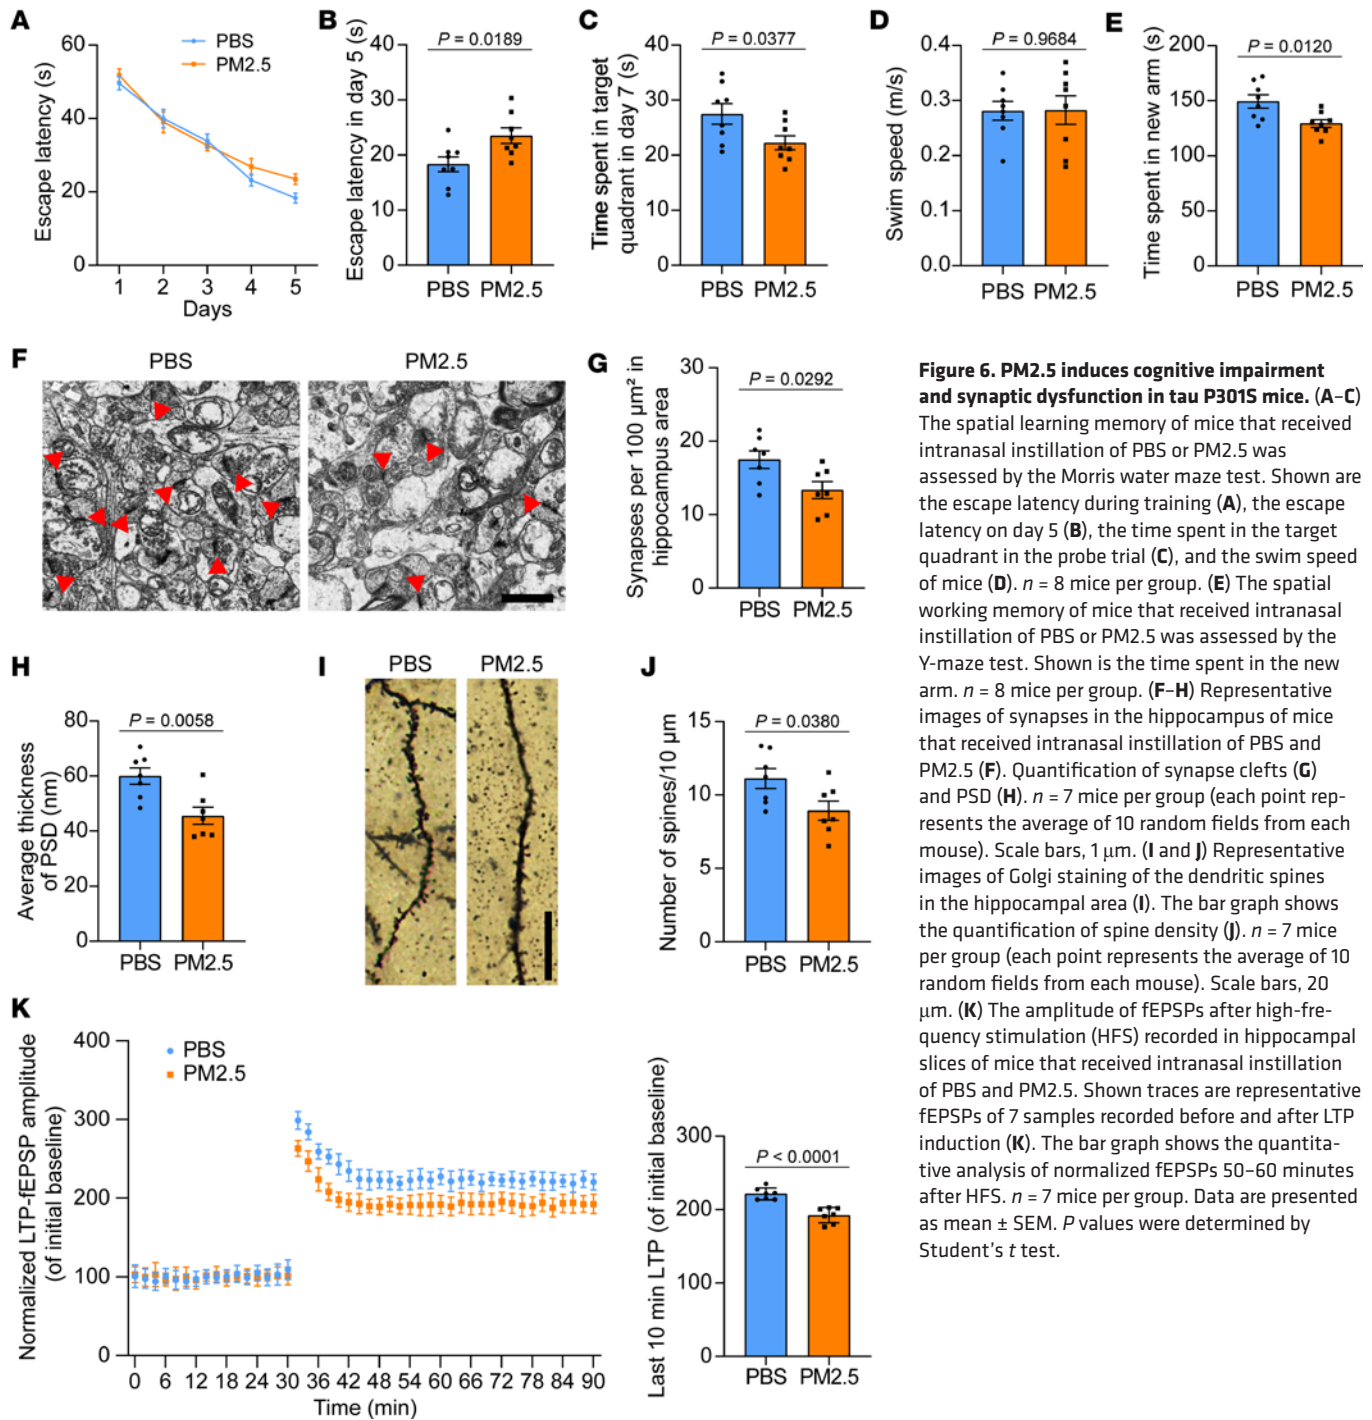 A
Escape latency (s)
60
40
20
0
PBS
PM2.5
1 2 3 4 5
Days
B
Escape latency in day 5 (s)
40
30
20
10
0
P = 0.0189
PBS PM2.5
C
Time spent in target
quadrant in day 7 (s)
40
30
20
10
0
P = 0.0377
PBS PM2.5
D
Swim speed (m/s)
0.4
0.3
0.2
0.1
0.0
P = 0.9684
PBS PM2.5
E
Time spent in new arm (s)
200
150
100
50
0
P = 0.0120
PBS PM2.5
F
PBS
PM2.5
G
Synapses per 100 µm² in
hippocampus area
30
20
10
0
P = 0.0292
PBS PM2.5
H
Average thickness
of PSD (nm)
80
60
40
20
0
P = 0.0058
PBS PM2.5
I
PBS
PM2.5
J
Number of spines/10 µm
15
10
5
0
P = 0.0380
PBS PM2.5
K
Normalized LTP-fEPSP amplitude
(of initial baseline)
400
300
200
100
0
PBS
PM2.5
0 6 12 18 24 30 36 42 48 54 60 66 72 78 84 90
Time (min)
Last 10 min LTP (of initial baseline)
300
200
100
0
P < 0.0001
PBS PM2.5
Figure 6. PM2.5 induces cognitive impairment
and synaptic dysfunction in tau P301S mice. (A–C)
The spatial learning memory of mice that received
intranasal instillation of PBS or PM2.5 was
assessed by the Morris water maze test. Shown are
the escape latency during training (A), the escape
latency on day 5 (B), the time spent in the target
quadrant in the probe trial (C), and the swim speed
of mice (D). n = 8 mice per group. (E) The spatial
working memory of mice that received intranasal
instillation of PBS or PM2.5 was assessed by the
Y-maze test. Shown is the time spent in the new
arm. n = 8 mice per group. (F–H) Representative
images of synapses in the hippocampus of mice
that received intranasal instillation of PBS and
PM2.5 (F). Quantification of synapse clefts (G)
and PSD (H). n = 7 mice per group (each point rep-
resents the average of 10 random fields from each
mouse). Scale bars, 1 µm. (I and J) Representative
images of Golgi staining of the dendritic spines
in the hippocampal area (I). The bar graph shows
the quantification of spine density (J). n = 7 mice
per group (each point represents the average of 10
random fields from each mouse). Scale bars, 20
µm. (K) The amplitude of fEPSPs after high-fre-
quency stimulation (HFS) recorded in hippocampal
slices of mice that received intranasal instillation
of PBS and PM2.5. Shown traces are representative
fEPSPs of 7 samples recorded before and after LTP
induction (K). The bar graph shows the quantita-
tive analysis of normalized fEPSPs 50–60 minutes
after HFS. n = 7 mice per group. Data are presented
as mean ± SEM. P values were determined by
Student's t test.